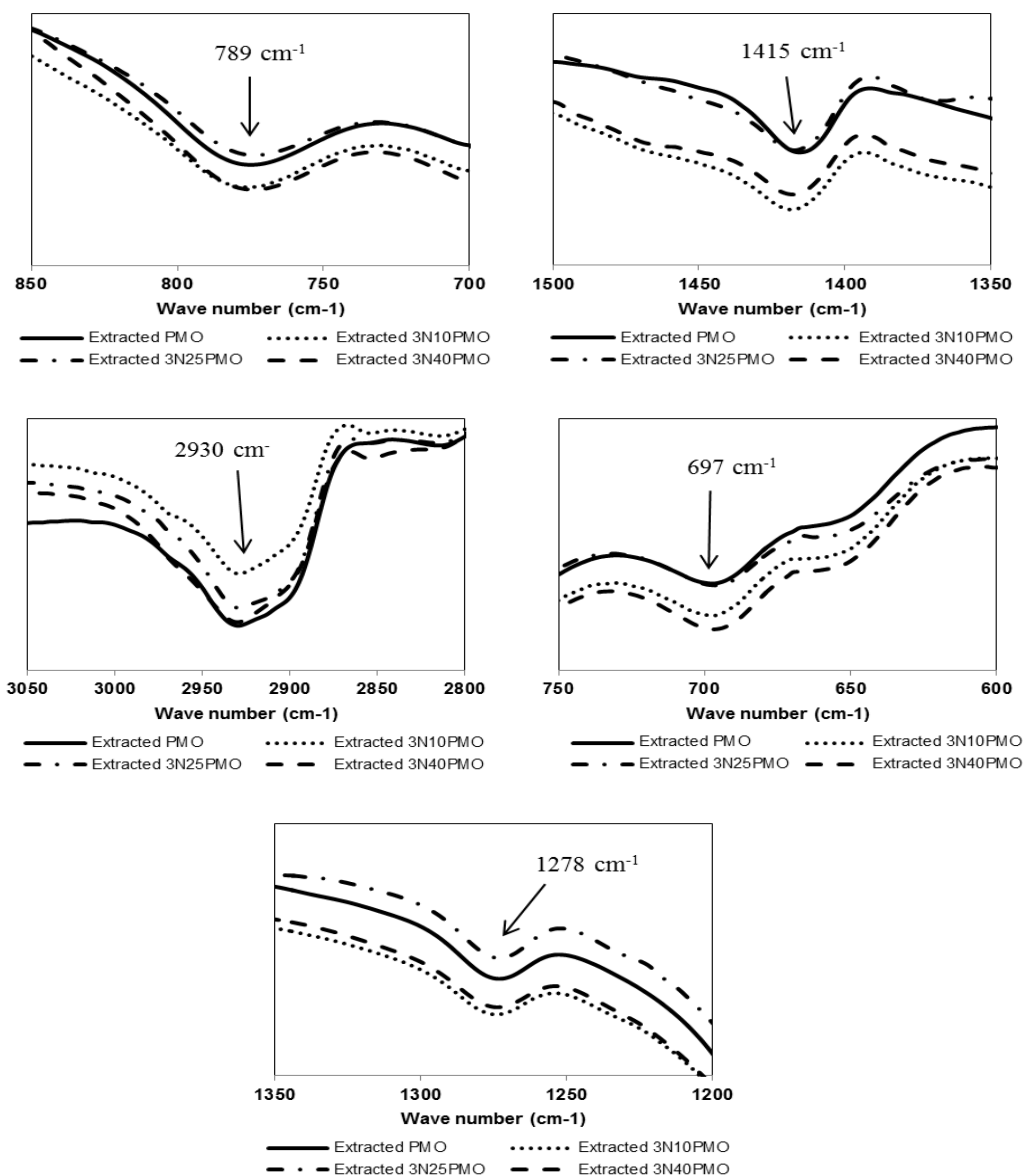 789 cm-1
850 800 750 700
Wave number (cm-1)
Extracted PMO Extracted 3N10PMO
Extracted 3N25PMO Extracted 3N40PMO
1415 cm-1
1500 1450 1400 1350
Wave number (cm-1)
Extracted PMO Extracted 3N10PMO
Extracted 3N25PMO Extracted 3N40PMO
2930 cm-
3050 3000 2950 2900 2850 2800
Wave number (cm-1)
Extracted PMO Extracted 3N10PMO
Extracted 3N25PMO Extracted 3N40PMO
697 cm-1
750 700 650 600
Wave number (cm-1)
Extracted PMO Extracted 3N10PMO
Extracted 3N25PMO Extracted 3N40PMO
1278 cm-1
1350 1300 1250 1200
Wave number (cm-1)
Extracted PMO Extracted 3N10PMO
Extracted 3N25PMO Extracted 3N40PMO